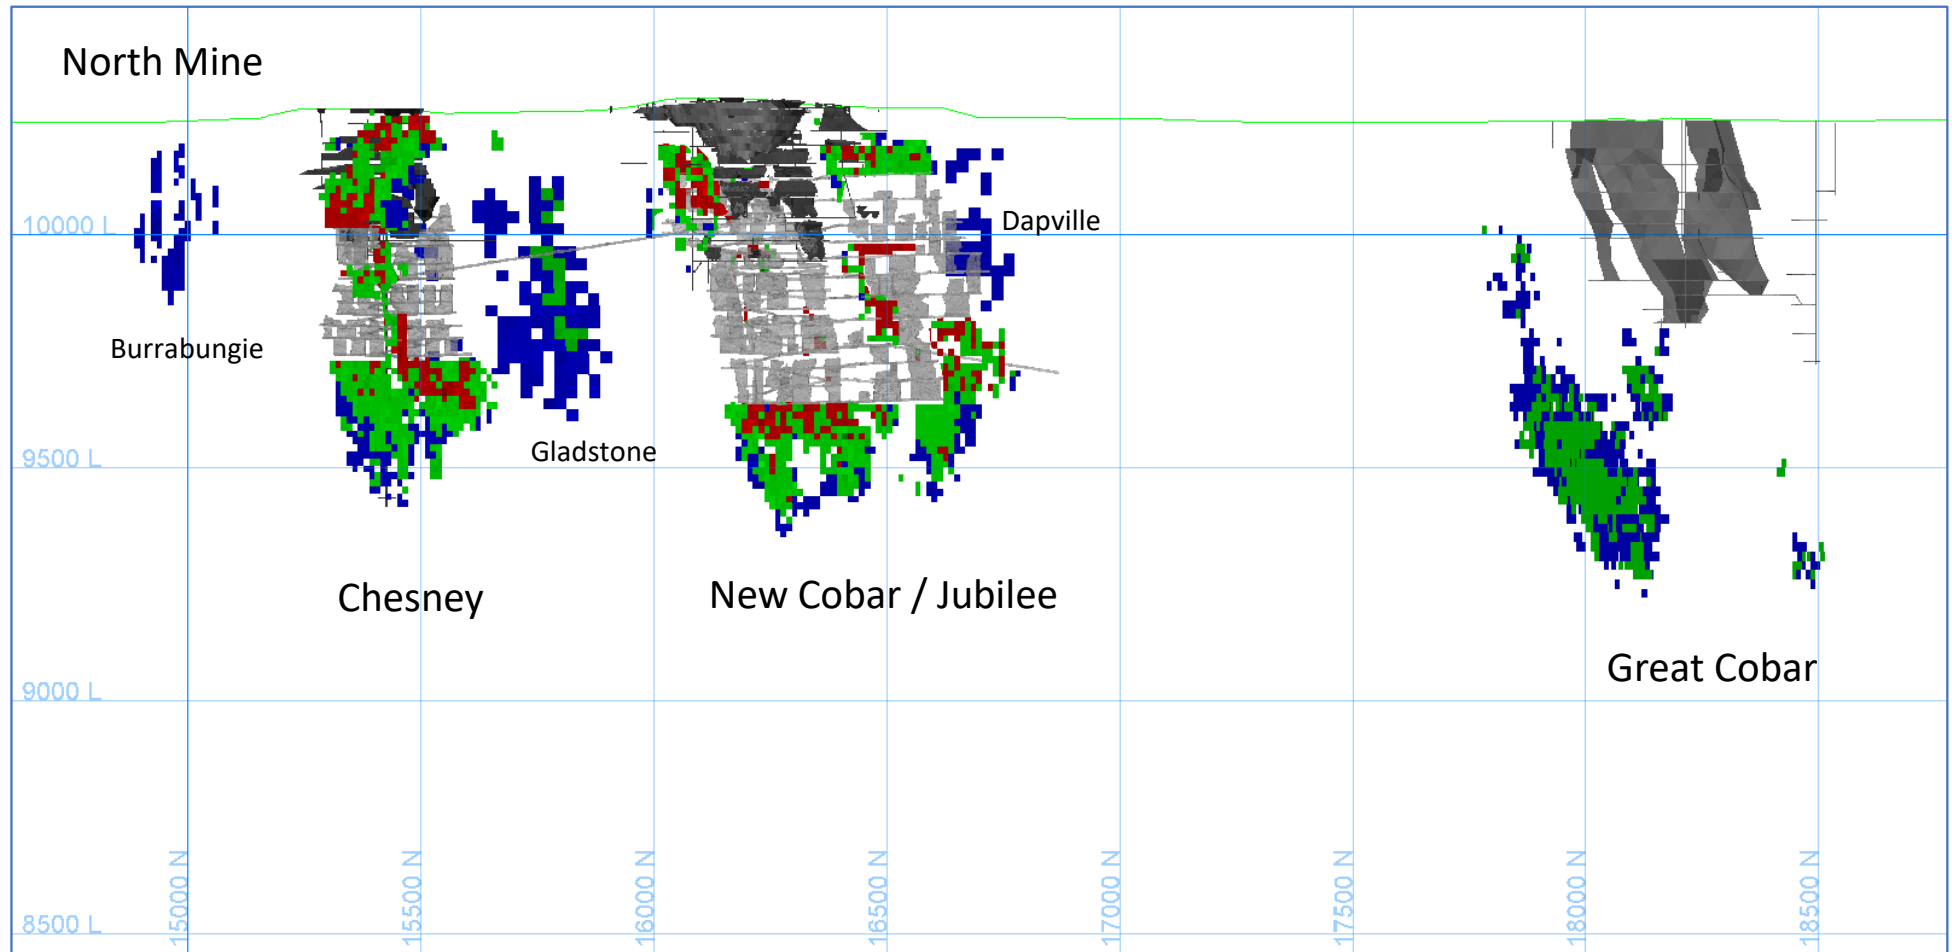 North Mine
Dapville
10000 L
Burrabungie
Gladstone
9500 L
Chesney
New Cobar / Jubilee
Great Cobar
9000 L
15000 N
15500 N
16000 N
16500 N
17000 N
17500 N
18000 N
18500 N
8500 L